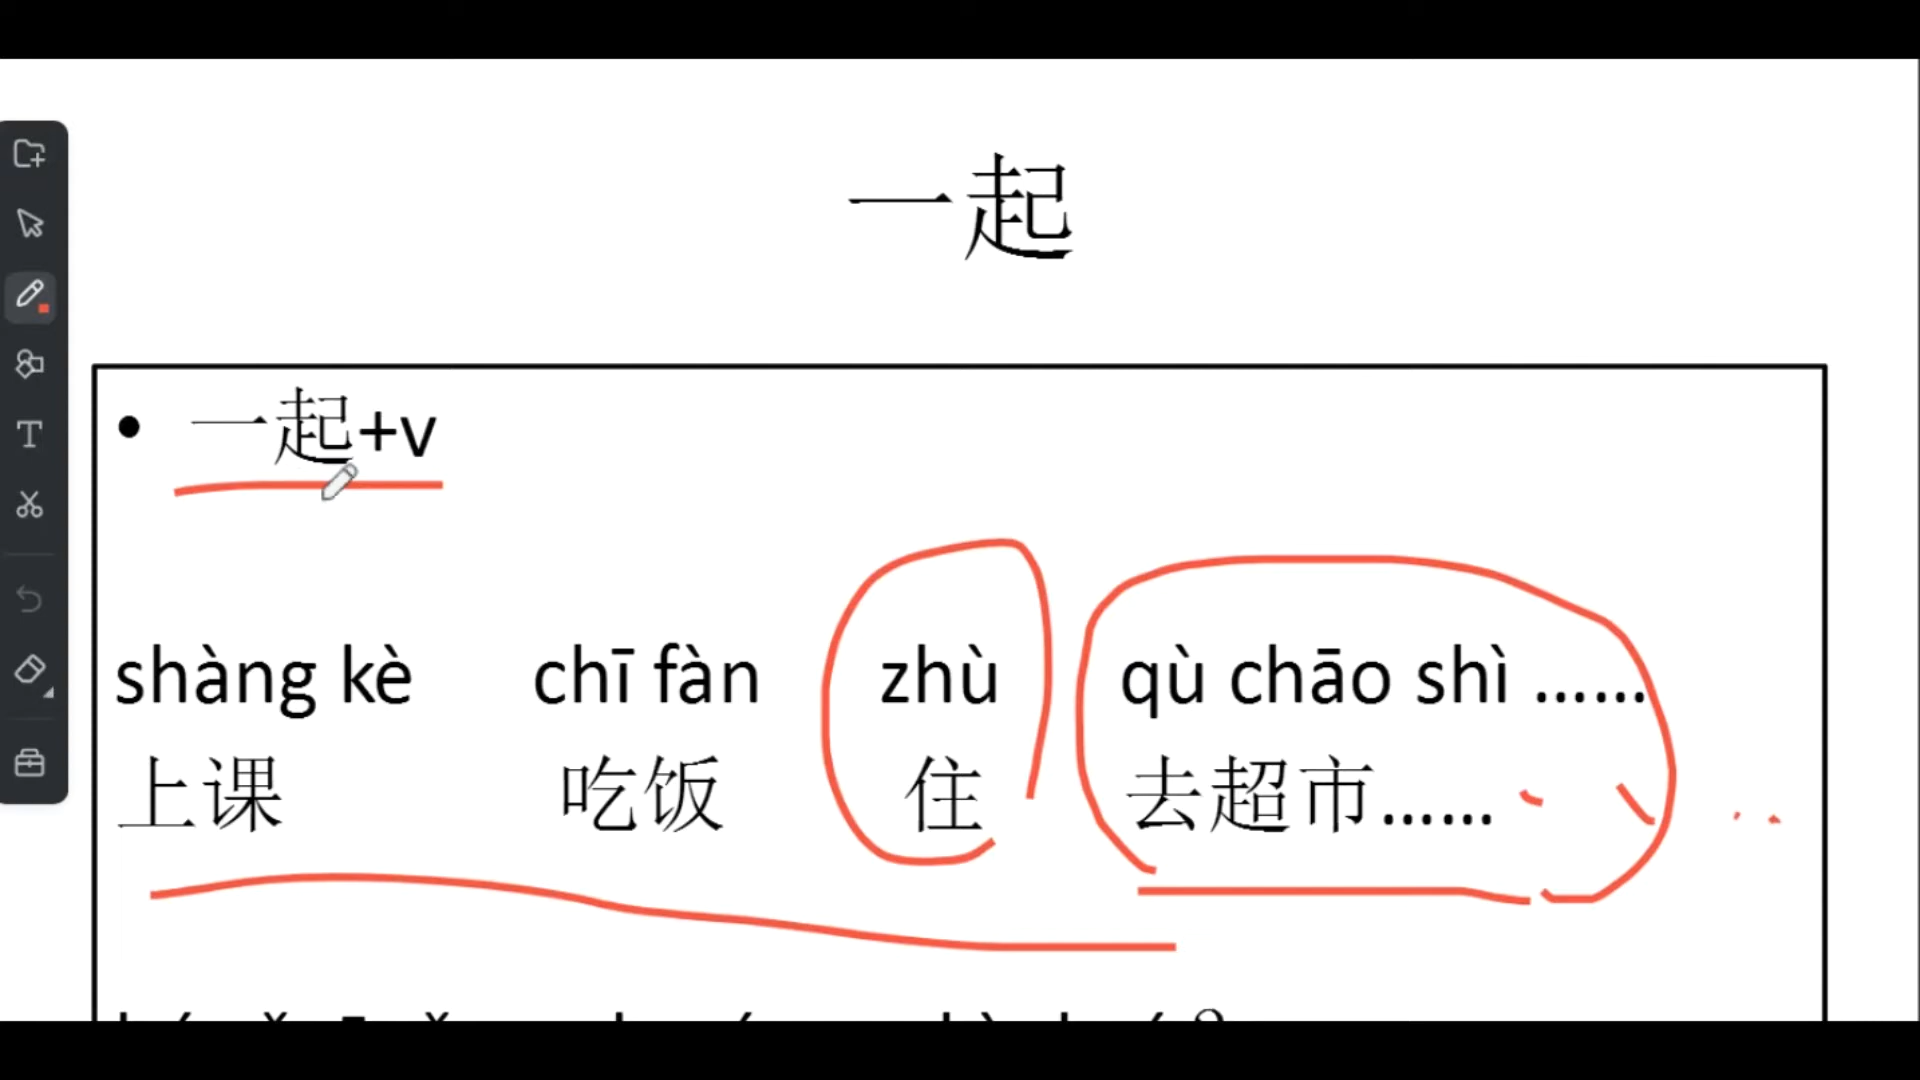 一起
• 一起+v
shàng kè chī fàn zhù qù chāo shì ......
上课 吃饭 住 去超市......